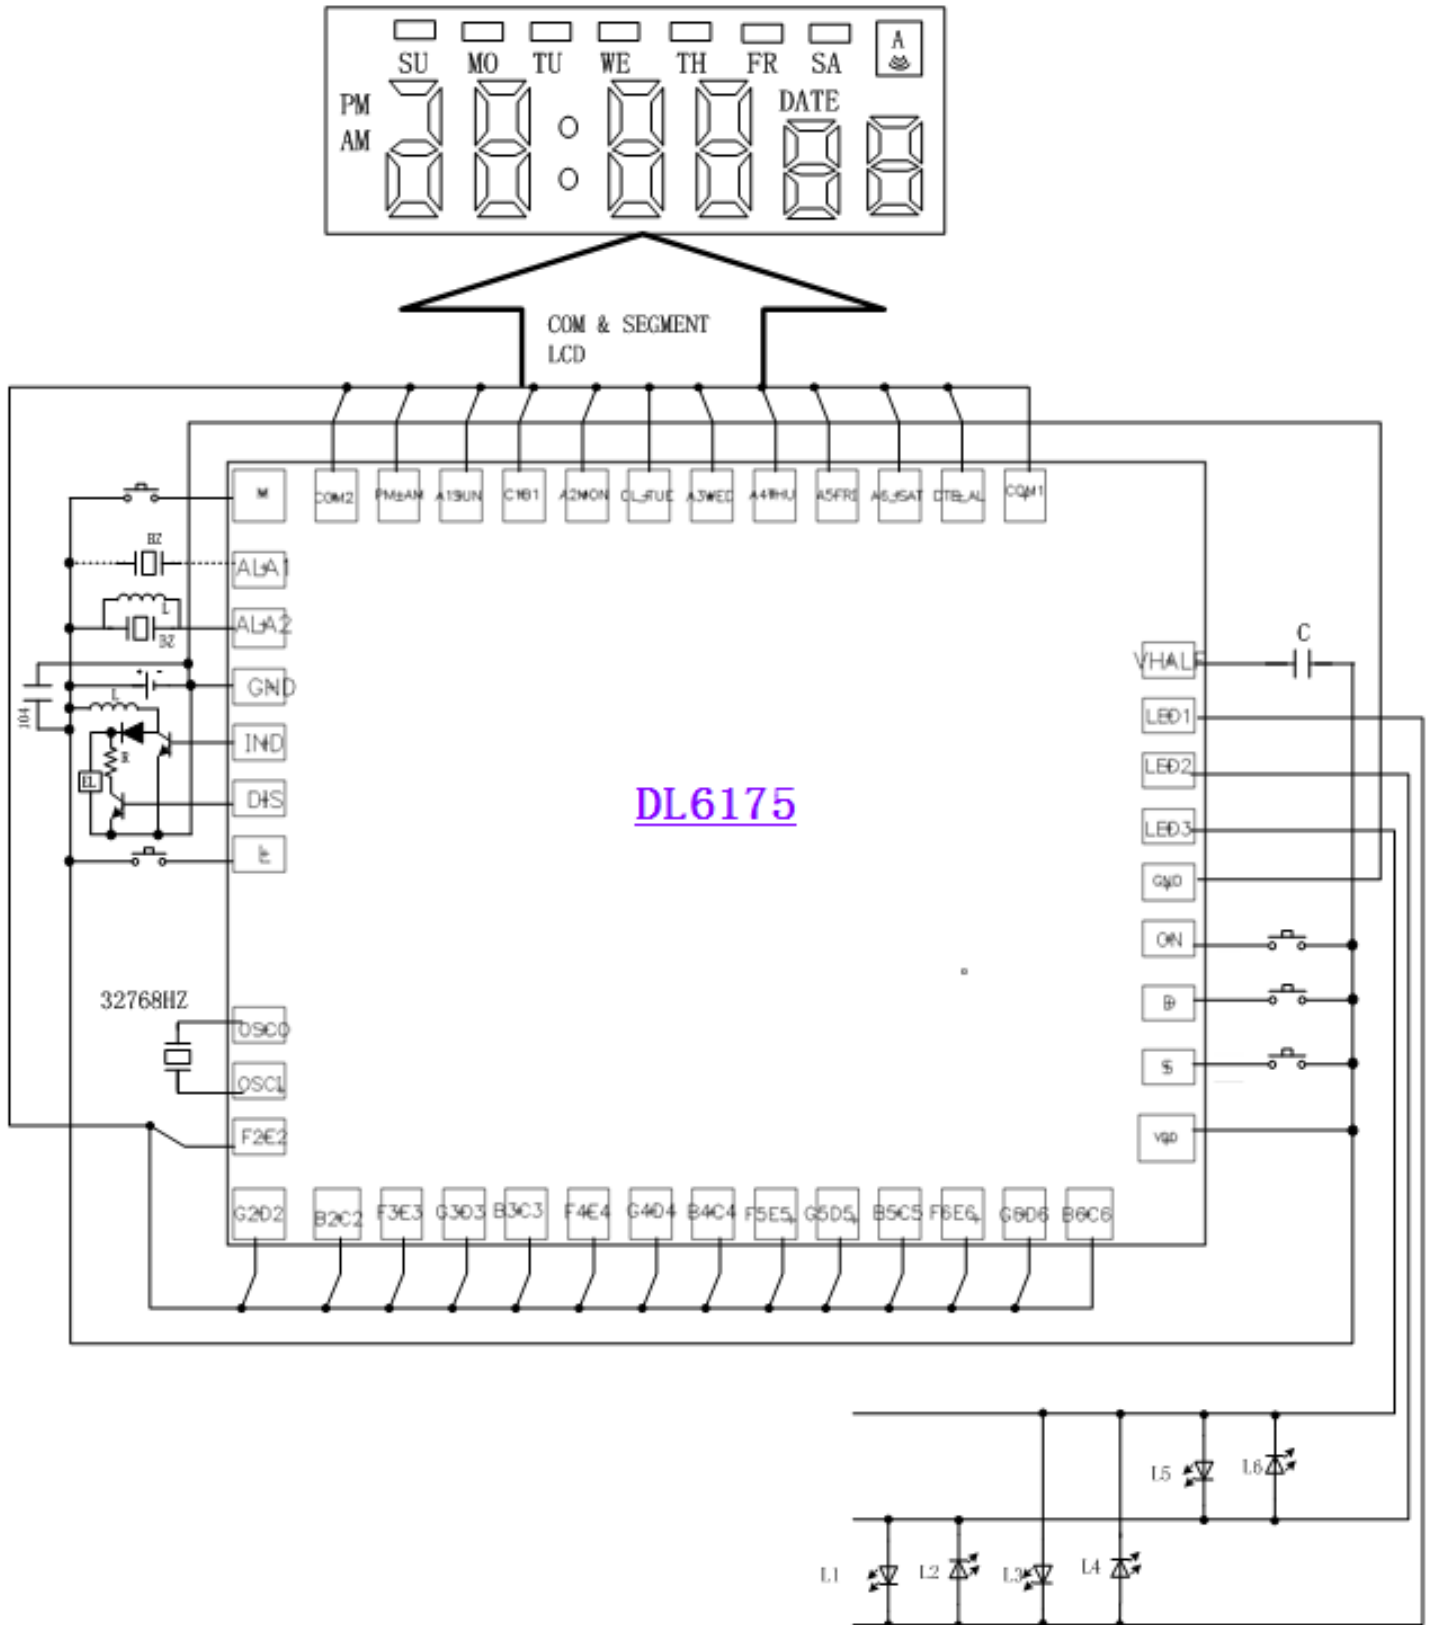 A
SU MO TU WE TH FR SA
PM
DATE
AM
COM & SEGMENT
LCD
M COM2 PM_AM A1SUN C1B1 A2MON CL_TUE A3WED A4THU A5FRI A6_SAT DTE_AL COM1
BZ
ALA1
L
BZ
ALA2
C
VHALF
+ -
GND
104
L
LED1
IND
R
LED2
EL
DIS
DL6175
LED3
L
GND
ON
32768HZ
D
OSCO
S
OSCI
F2E2
VDD
G2D2 B2C2 F3E3 G3D3 B3C3 F4E4 G4D4 B4C4 F5E5 G5D5 B5C5 F6E6 G6D6 B6C6
L5 L6
L1 L2 L3 L4